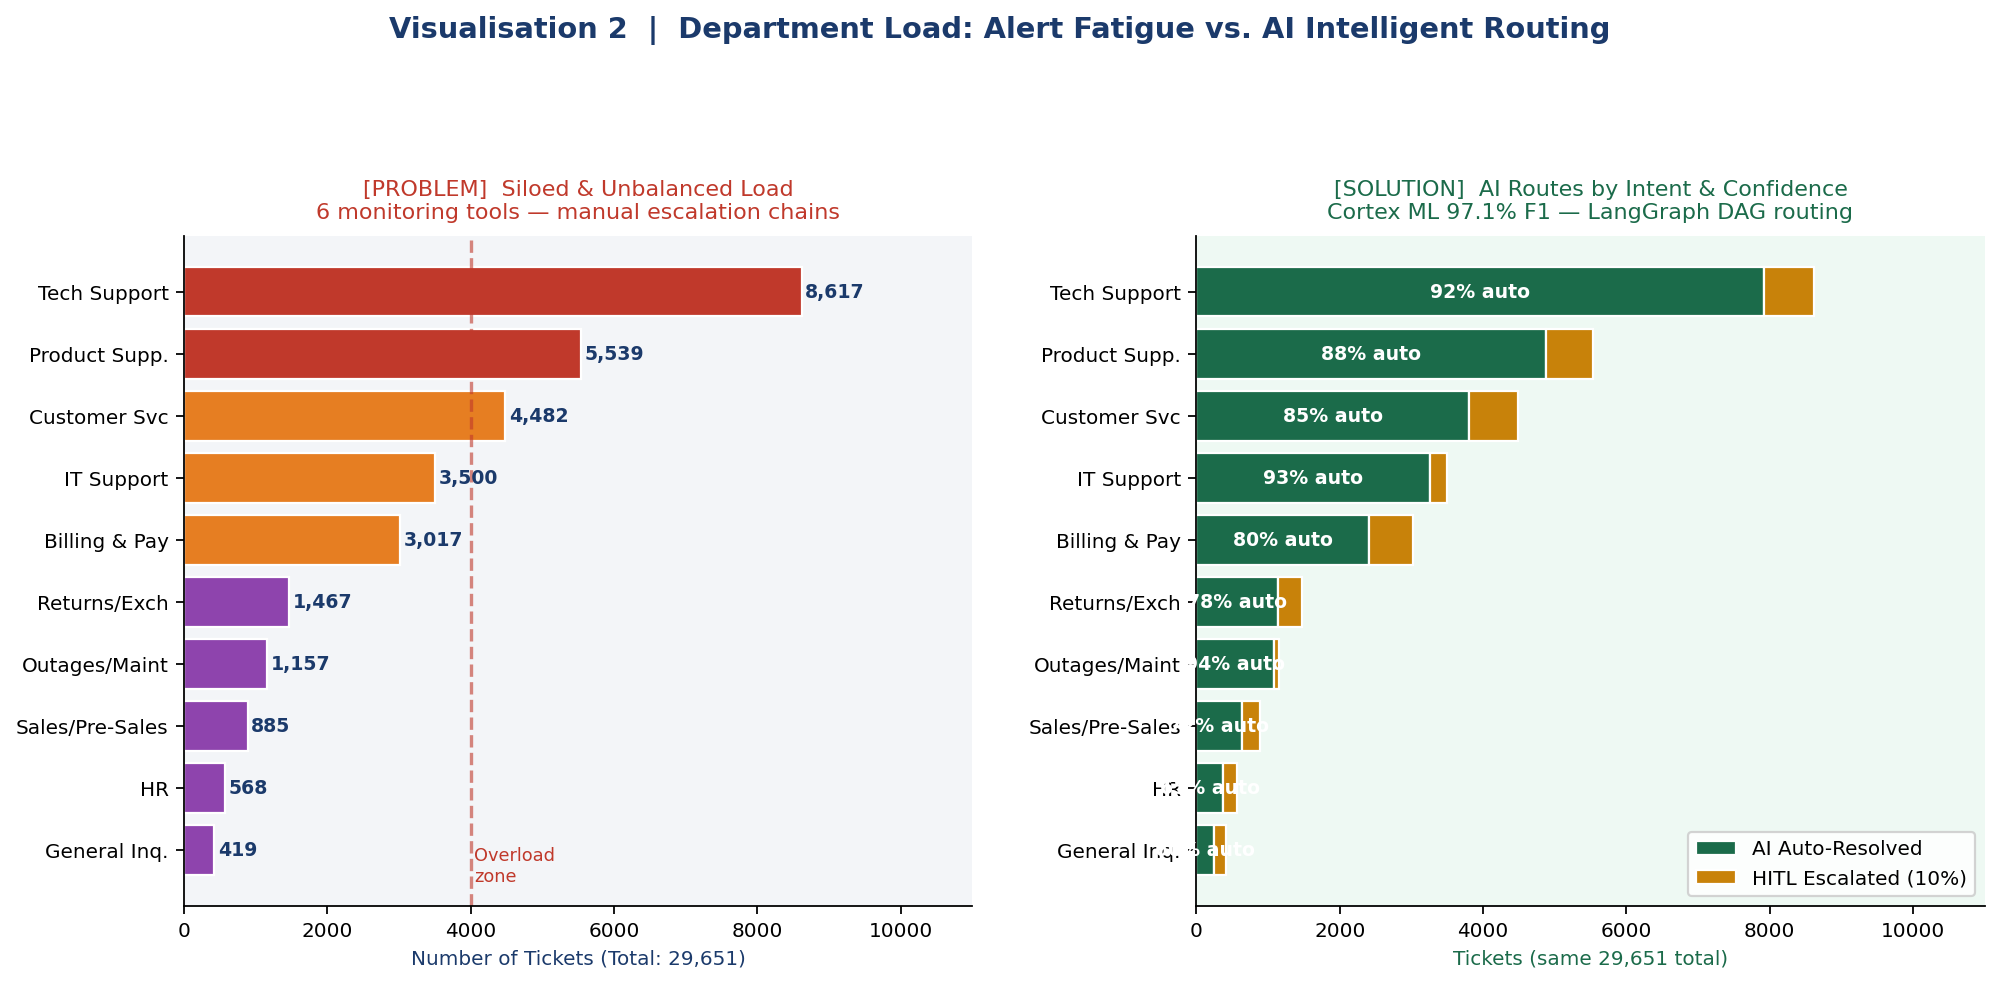 Visualisation 2 | Department Load: Alert Fatigue vs. AI Intelligent Routing
[PROBLEM] Siloed & Unbalanced Load
6 monitoring tools — manual escalation chains
Tech Support 8,617
Product Supp. 5,539
Customer Svc 4,482
IT Support 3,500
Billing & Pay 3,017
Returns/Exch 1,467
Outages/Maint 1,157
Sales/Pre-Sales 885
HR 568
General Inq. 419
Overload
zone
0 2000 4000 6000 8000 10000
Number of Tickets (Total: 29,651)
[SOLUTION] AI Routes by Intent & Confidence
Cortex ML 97.1% F1 — LangGraph DAG routing
Tech Support 92% auto
Product Supp. 88% auto
Customer Svc 85% auto
IT Support 93% auto
Billing & Pay 80% auto
Returns/Exch 78% auto
Outages/Maint 94% auto
Sales/Pre-Sales % auto
HR % auto
General Inq. % auto
AI Auto-Resolved
HITL Escalated (10%)
0 2000 4000 6000 8000 10000
Tickets (same 29,651 total)